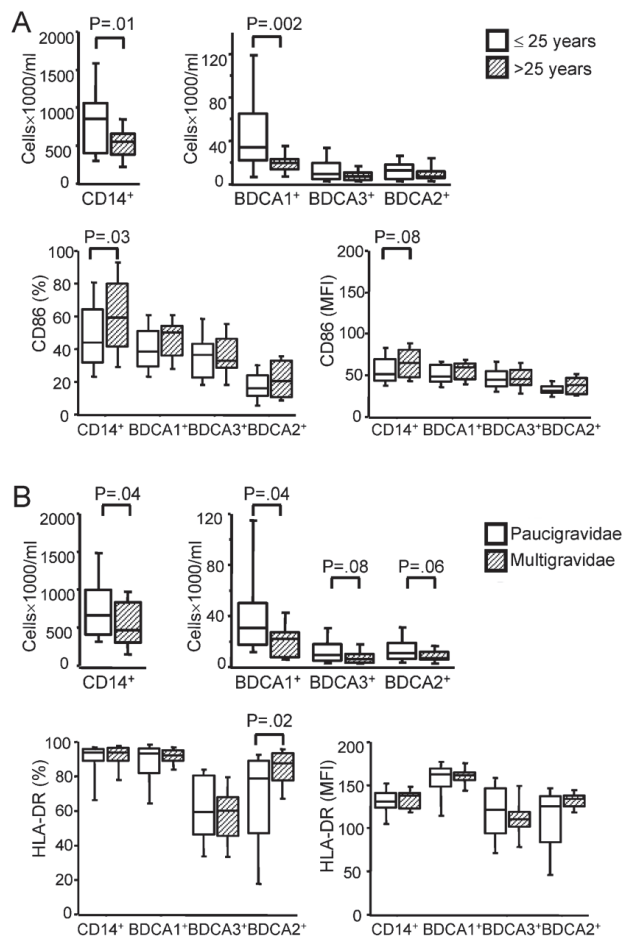 A
P=.01
P=.002
≤ 25 years
>25 years
Cells×1000/ml
2000
1500
1000
500
0
CD14⁺
Cells×1000/ml
120
80
40
0
BDCA1⁺ BDCA3⁺ BDCA2⁺
P=.03
CD86 (%)
100
80
60
40
20
0
CD14⁺ BDCA1⁺ BDCA3⁺ BDCA2⁺
P=.08
CD86 (MFI)
200
150
100
50
0
CD14⁺ BDCA1⁺ BDCA3⁺ BDCA2⁺
B
P=.04
P=.04
P=.08
P=.06
Paucigravidae
Multigravidae
Cells×1000/ml
2000
1500
1000
500
0
CD14⁺
Cells×1000/ml
120
80
40
0
BDCA1⁺ BDCA3⁺ BDCA2⁺
P=.02
HLA-DR (%)
100
80
60
40
20
0
CD14⁺ BDCA1⁺ BDCA3⁺ BDCA2⁺
HLA-DR (MFI)
200
150
100
50
0
CD14⁺ BDCA1⁺ BDCA3⁺ BDCA2⁺